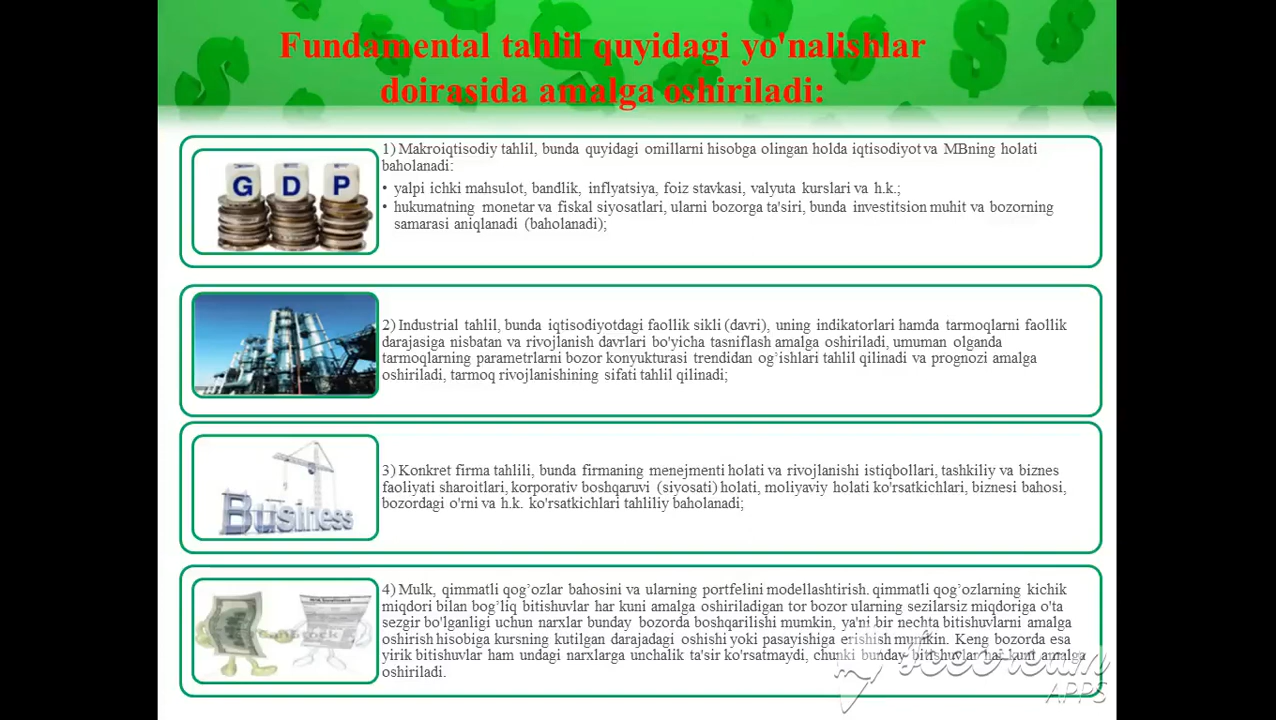 Fundamental tahlil quyidagi yo'nalishlar
doirasida amalga oshiriladi:
G D P
1) Makroiqtisodiy tahlil, bunda quyidagi omillarni hisobga olingan holda iqtisodiyot va MBning holati
baholanadi:
• yalpi ichki mahsulot, bandlik, inflyatsiya, foiz stavkasi, valyuta kurslari va h.k.;
• hukumatning monetar va fiskal siyosatlari, ularni bozorga ta'siri, bunda investitsion muhit va bozorning
samarasi aniqlanadi (baholanadi);
2) Industrial tahlil, bunda iqtisodiyotdagi faollik sikli (davri), uning indikatorlari hamda tarmoqlarni faollik
darajasiga nisbatan va rivojlanish davrlari bo'yicha tasniflash amalga oshiriladi, umuman olganda
tarmoqlarning parametrlarni bozor konyukturasi trendidan og’ishlari tahlil qilinadi va prognozi amalga
oshiriladi, tarmoq rivojlanishining sifati tahlil qilinadi;
Business
3) Konkret firma tahlili, bunda firmaning menejmenti holati va rivojlanishi istiqbollari, tashkiliy va biznes
faoliyati sharoitlari, korporativ boshqaruvi (siyosati) holati, moliyaviy holati ko'rsatkichlari, biznesi bahosi,
bozordagi o'rni va h.k. ko'rsatkichlari tahliliy baholanadi;
4) Mulk, qimmatli qog’ozlar bahosini va ularning portfelini modellashtirish. qimmatli qog’ozlarning kichik
miqdori bilan bog’liq bitishuvlar har kuni amalga oshiriladigan tor bozor ularning sezilarsiz miqdoriga o'ta
sezgir bo'lganligi uchun narxlar bunday bozorda boshqarilishi mumkin, ya'ni bir nechta bitishuvlarni amalga
oshirish hisobiga kursning kutilgan darajadagi oshishi yoki pasayishiga erishish mumkin. Keng bozorda esa
yirik bitishuvlar ham undagi narxlarga unchalik ta'sir ko'rsatmaydi, chunki bunday bitishuvlar har kuni amalga
oshiriladi.
APPS